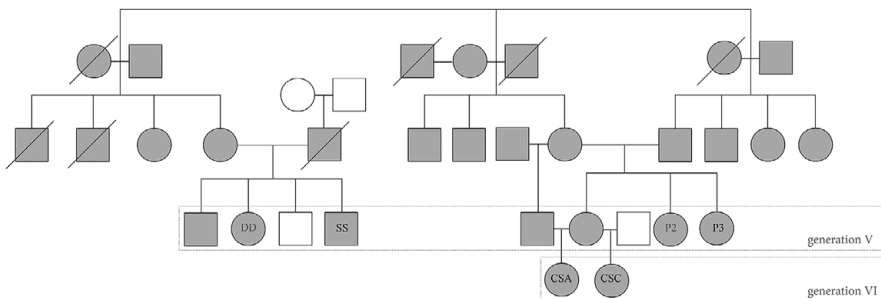 DD
SS
P2
P3
generation V
CSA
CSC
generation VI